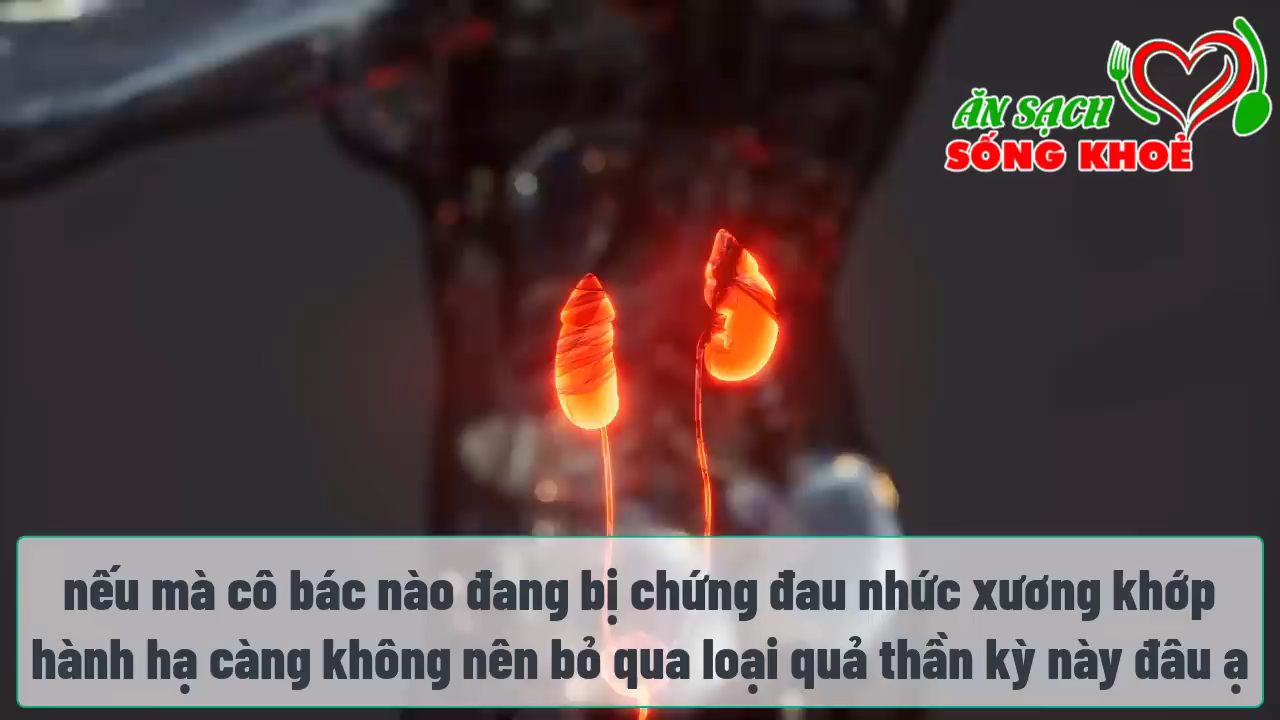 ĂN SẠCH
SỐNG KHOẺ
nếu mà cô bác nào đang bị chứng đau nhức xương khớp
hành hạ càng không nên bỏ qua loại quả thần kỳ này đâu ạ